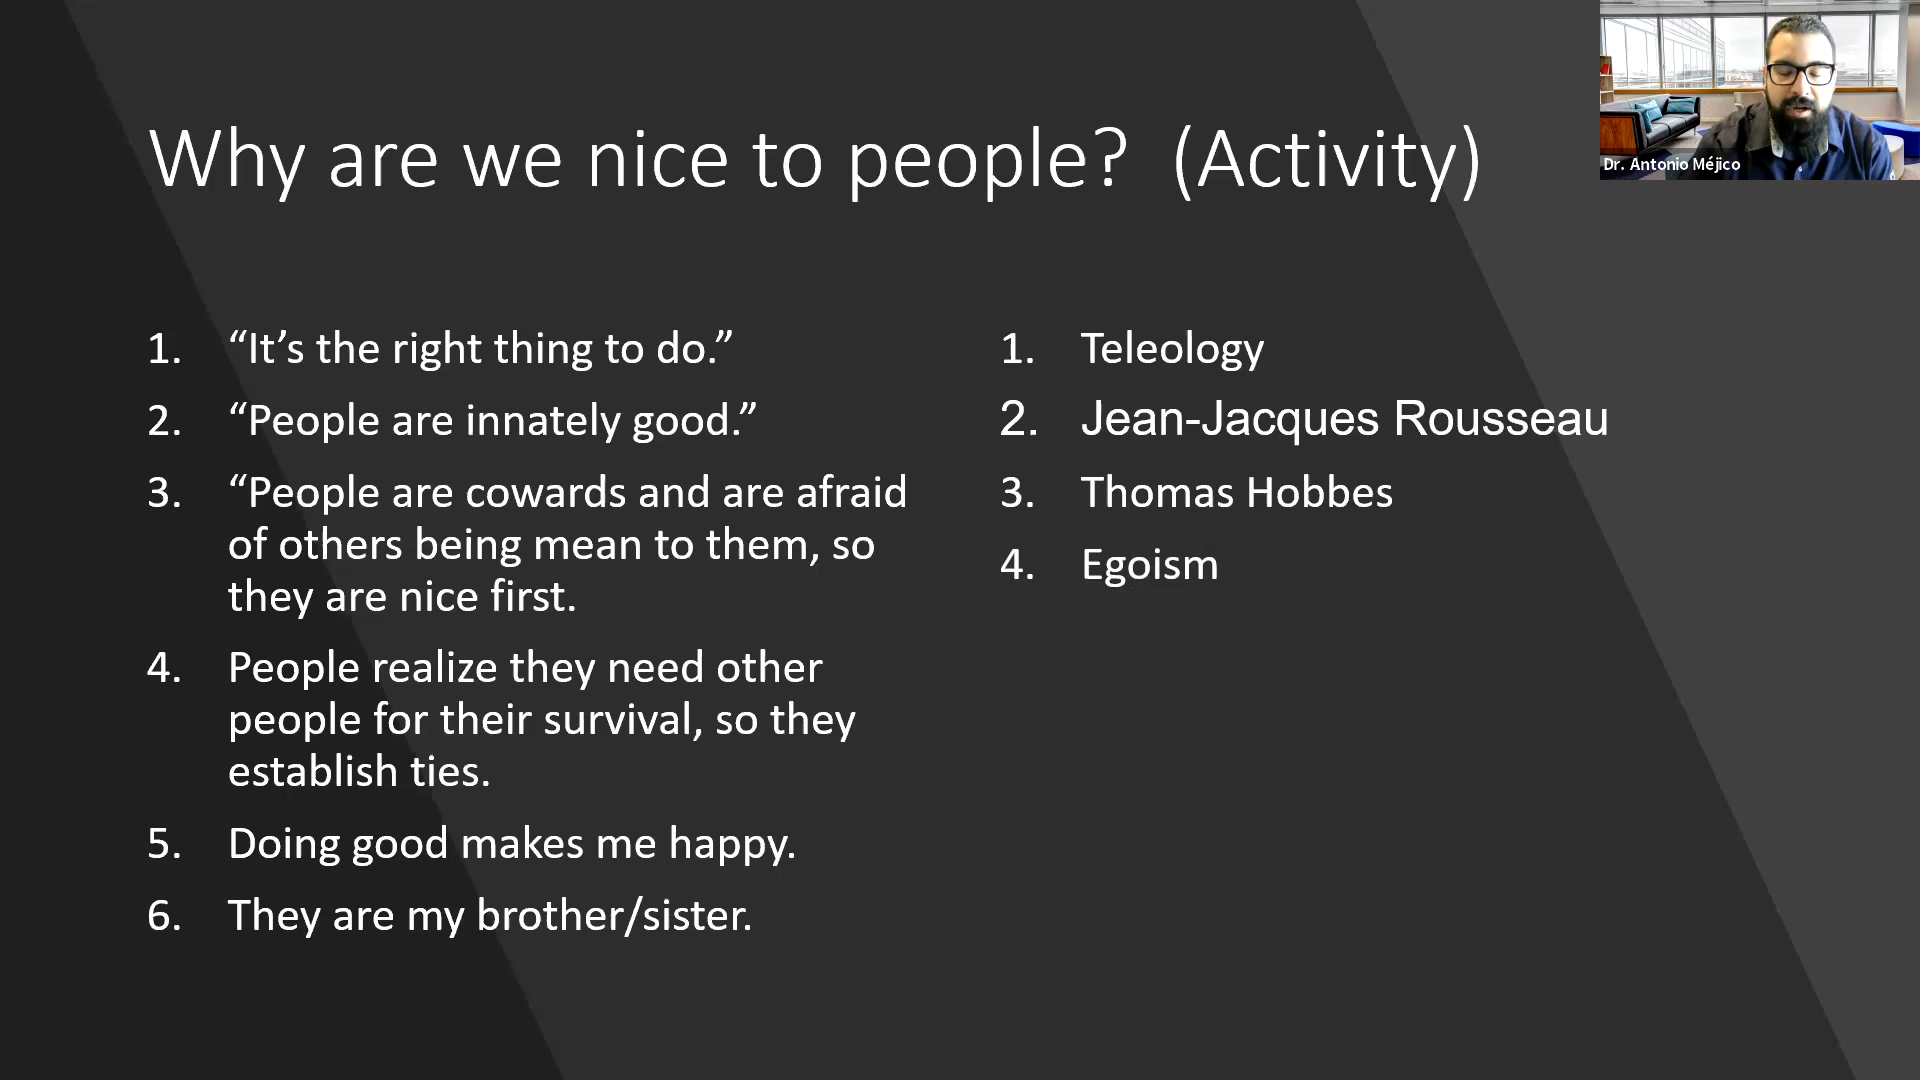 Why are we nice to people?  (Activity)
1. “It’s the right thing to do.”
2. “People are innately good.”
3. “People are cowards and are afraid
of others being mean to them, so
they are nice first.
4. People realize they need other
people for their survival, so they
establish ties.
5. Doing good makes me happy.
6. They are my brother/sister.
1. Teleology
2. Jean-Jacques Rousseau
3. Thomas Hobbes
4. Egoism
Dr. Antonio Méjico